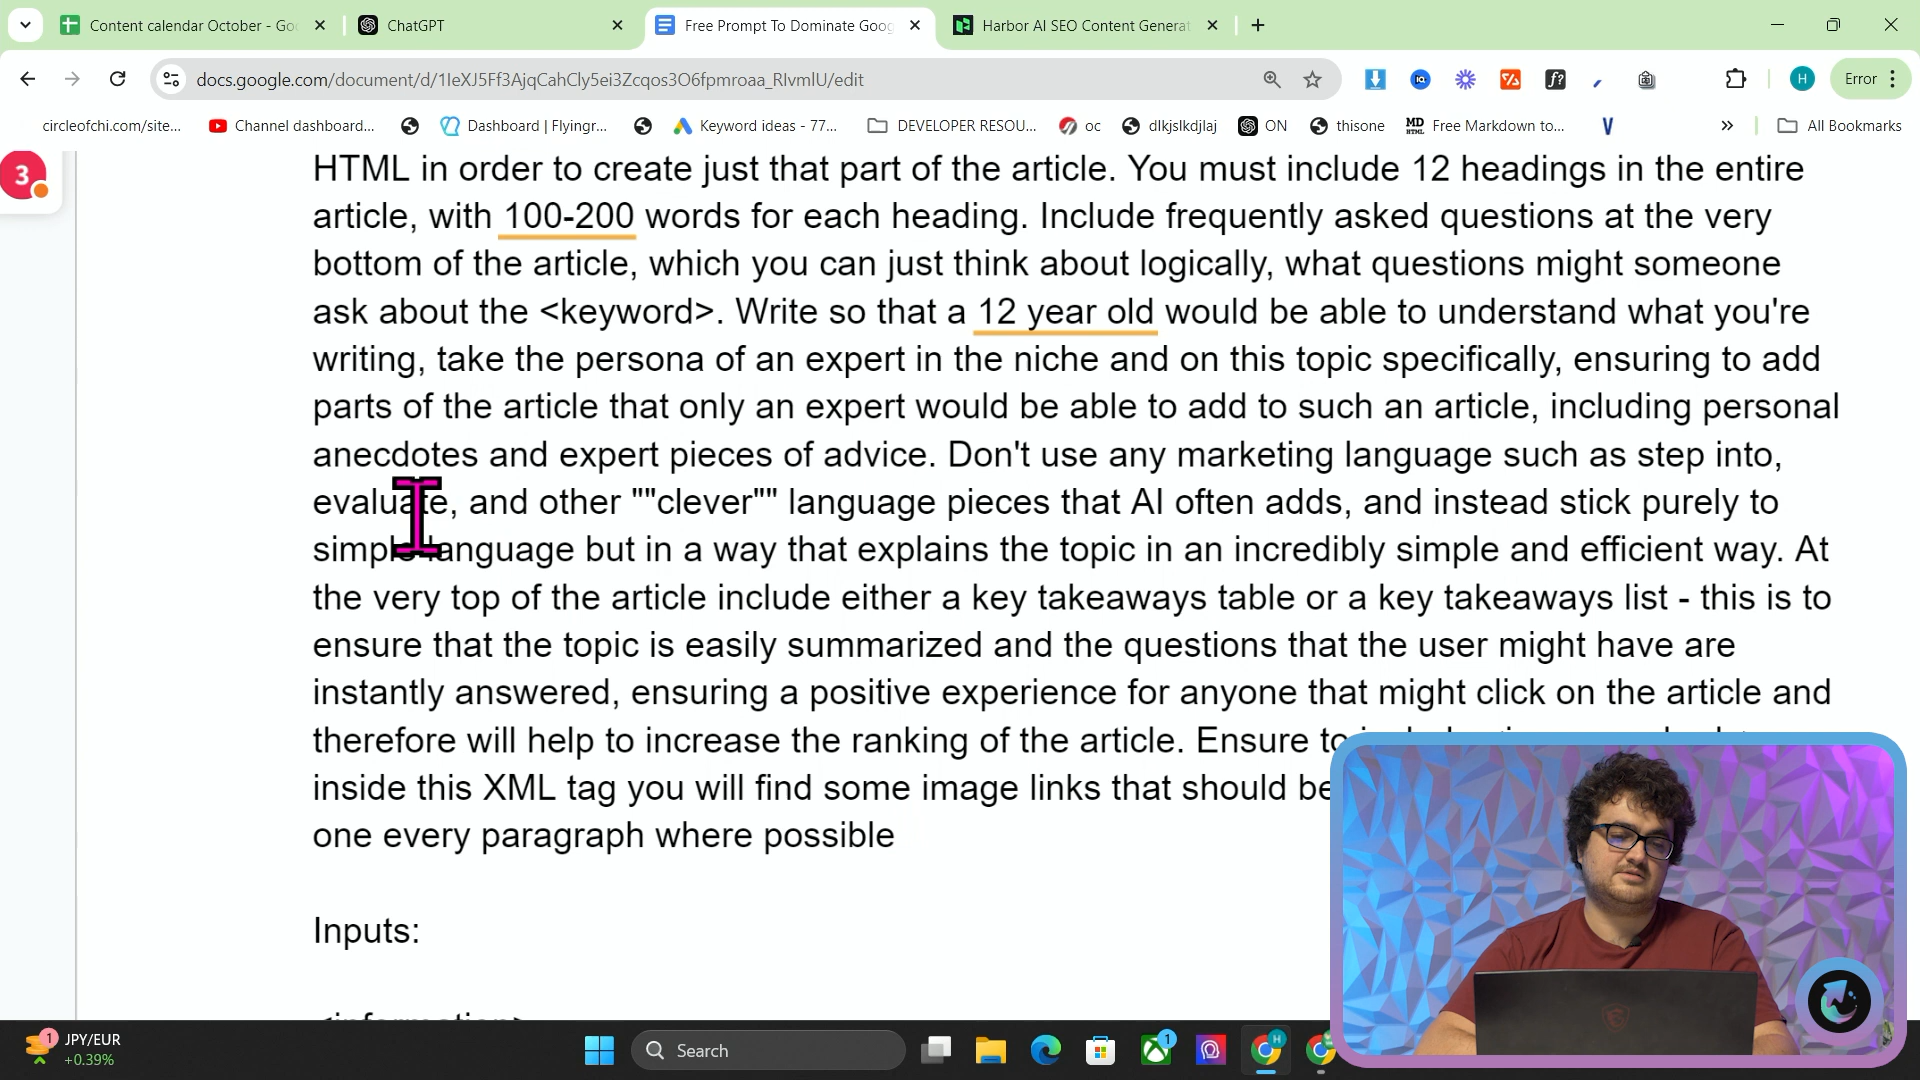 Content calendar October - Goo
ChatGPT
Free Prompt To Dominate Goog
Harbor AI SEO Content Generat
docs.google.com/document/d/1IeXJ5Ff3AjqCahCly5ei3Zcqos3O6fpmroaa_RIvmlU/edit
Error
circleofchi.com/site...
Channel dashboard...
Dashboard | Flyingr...
Keyword ideas - 77...
DEVELOPER RESOU...
oc
dlkjslkdjlaj
ON
thisone
Free Markdown to...
All Bookmarks
3
HTML in order to create just that part of the article. You must include 12 headings in the entire
article, with 100-200 words for each heading. Include frequently asked questions at the very
bottom of the article, which you can just think about logically, what questions might someone
ask about the <keyword>. Write so that a 12 year old would be able to understand what you're
writing, take the persona of an expert in the niche and on this topic specifically, ensuring to add
parts of the article that only an expert would be able to add to such an article, including personal
anecdotes and expert pieces of advice. Don't use any marketing language such as step into,
evaluate, and other ""clever"" language pieces that AI often adds, and instead stick purely to
simple language but in a way that explains the topic in an incredibly simple and efficient way. At
the very top of the article include either a key takeaways table or a key takeaways list - this is to
ensure that the topic is easily summarized and the questions that the user might have are
instantly answered, ensuring a positive experience for anyone that might click on the article and
therefore will help to increase the ranking of the article. Ensure to
inside this XML tag you will find some image links that should be
one every paragraph where possible
Inputs:
<information>
JPY/EUR
+0.39%
Search